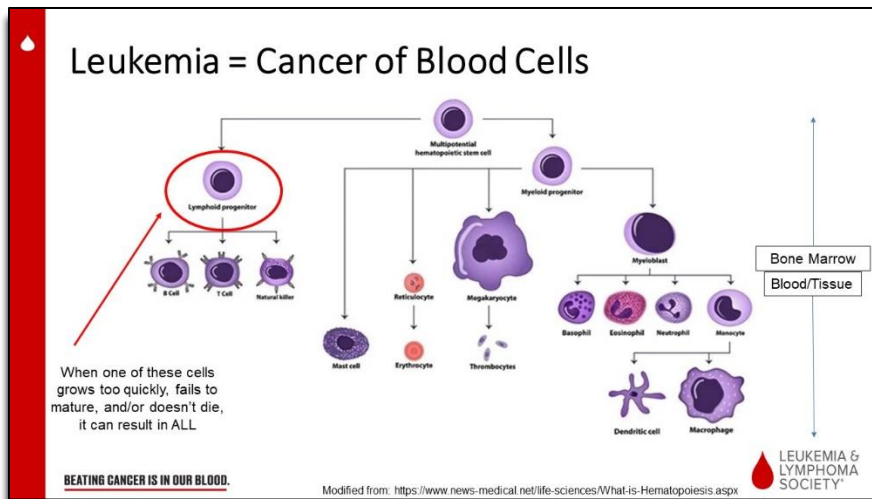 Leukemia = Cancer of Blood Cells
Multipotential
hematopoietic stem cell
Lymphoid progenitor
Myeloid progenitor
B Cell
T Cell
Natural killer
Reticulocyte
Megakaryocyte
Myeloblast
Bone Marrow
Blood/Tissue
Basophil
Eosinophil
Neutrophil
Monocyte
Mast cell
Erythrocyte
Thrombocytes
Dendritic cell
Macrophage
When one of these cells
grows too quickly, fails to
mature, and/or doesn't die,
it can result in ALL
BEATING CANCER IS IN OUR BLOOD.
Modified from: https://www.news-medical.net/life-sciences/What-is-Hematopoiesis.aspx
LEUKEMIA &
LYMPHOMA
SOCIETY®